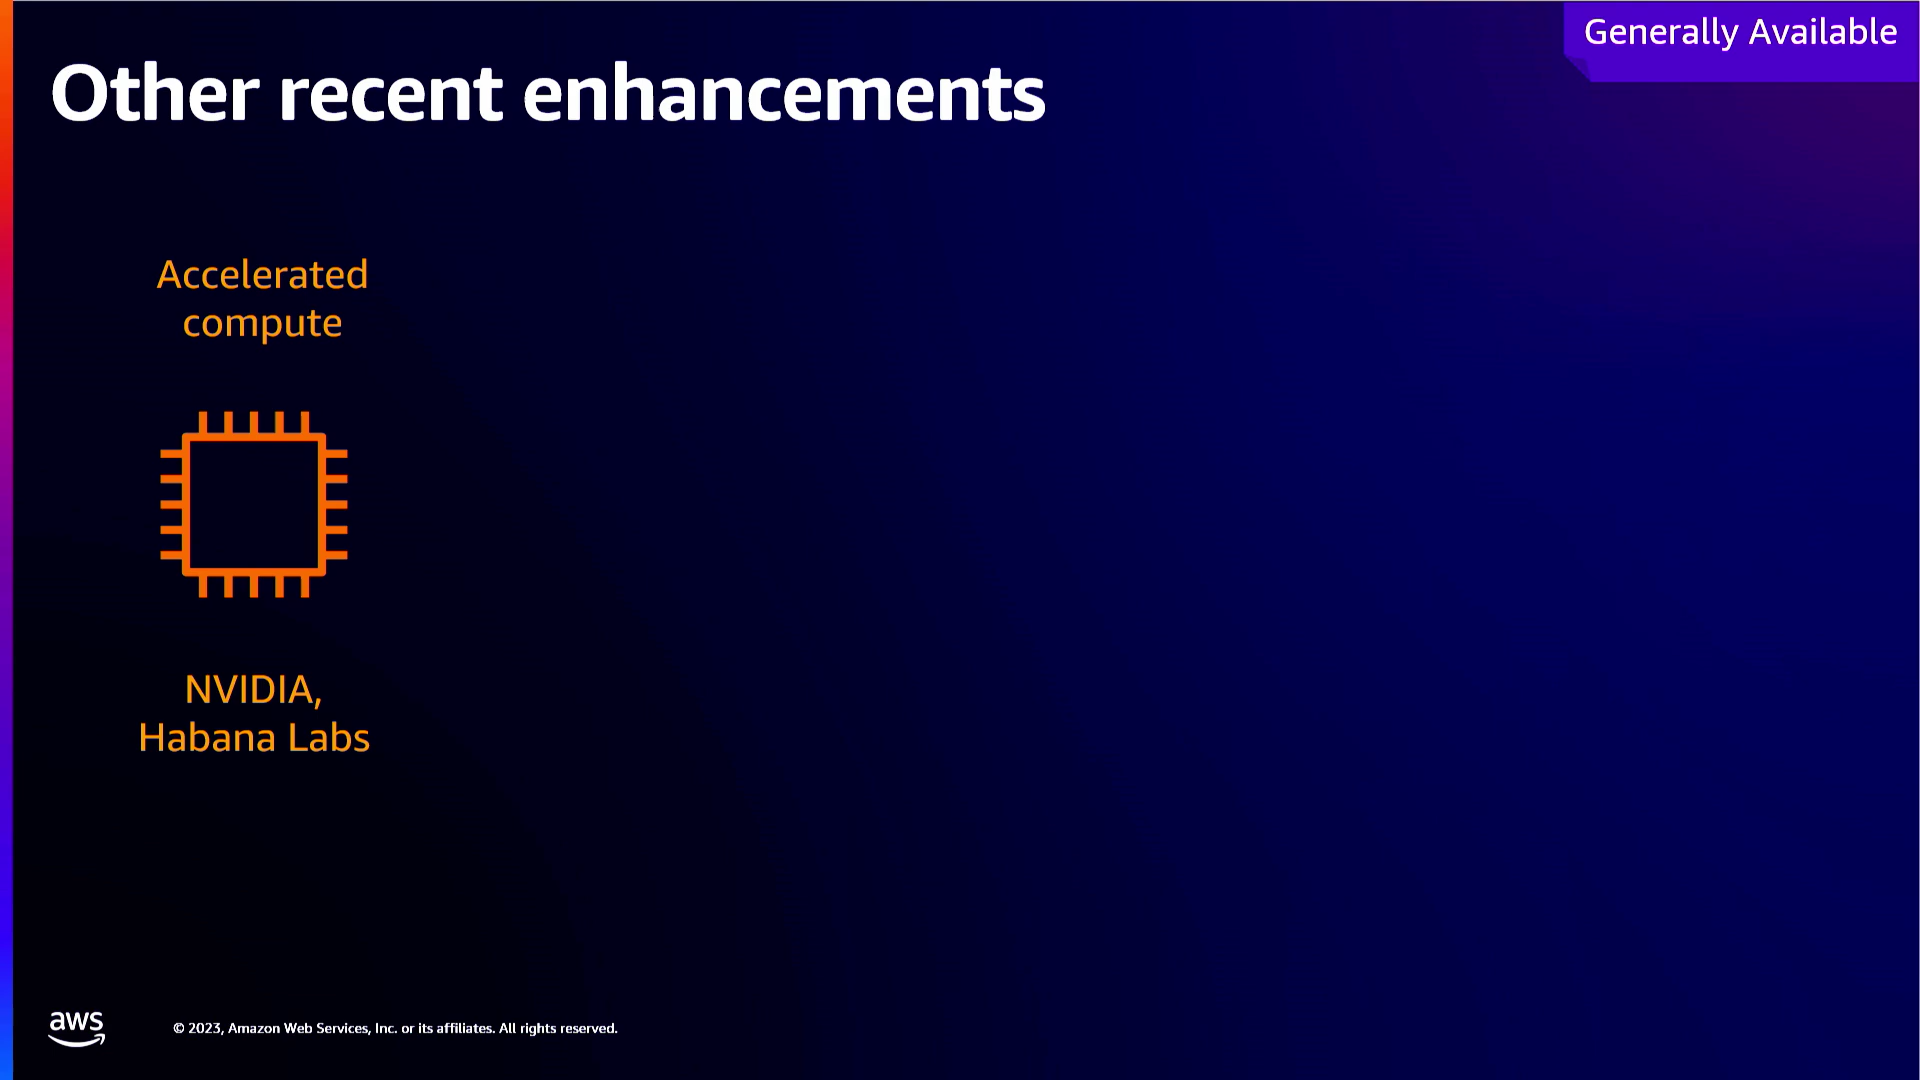 Generally Available
Other recent enhancements
Accelerated
compute
NVIDIA,
Habana Labs
aws
© 2023, Amazon Web Services, Inc. or its affiliates. All rights reserved.